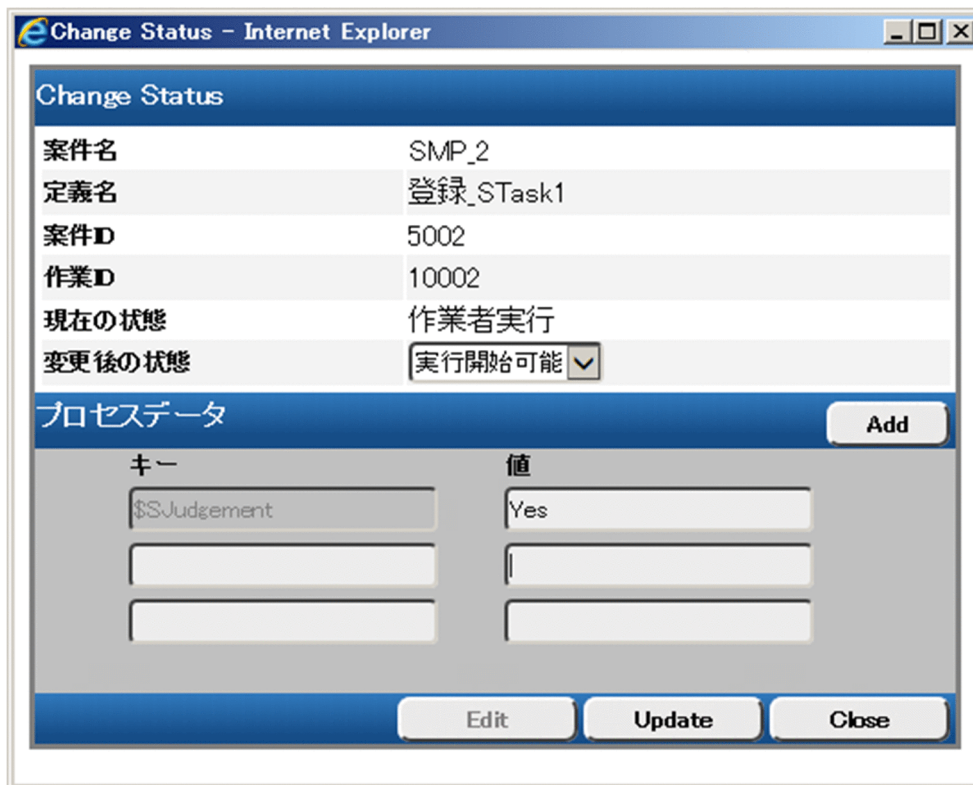 Change Status - Internet Explorer
Change Status
案件名 SMP_2
定義名 登録_STask1
案件ID 5002
作業ID 10002
現在の状態 作業者実行
変更後の状態 実行開始可能
プロセスデータ Add
キー 値
$SJudgement Yes
Edit Update Close